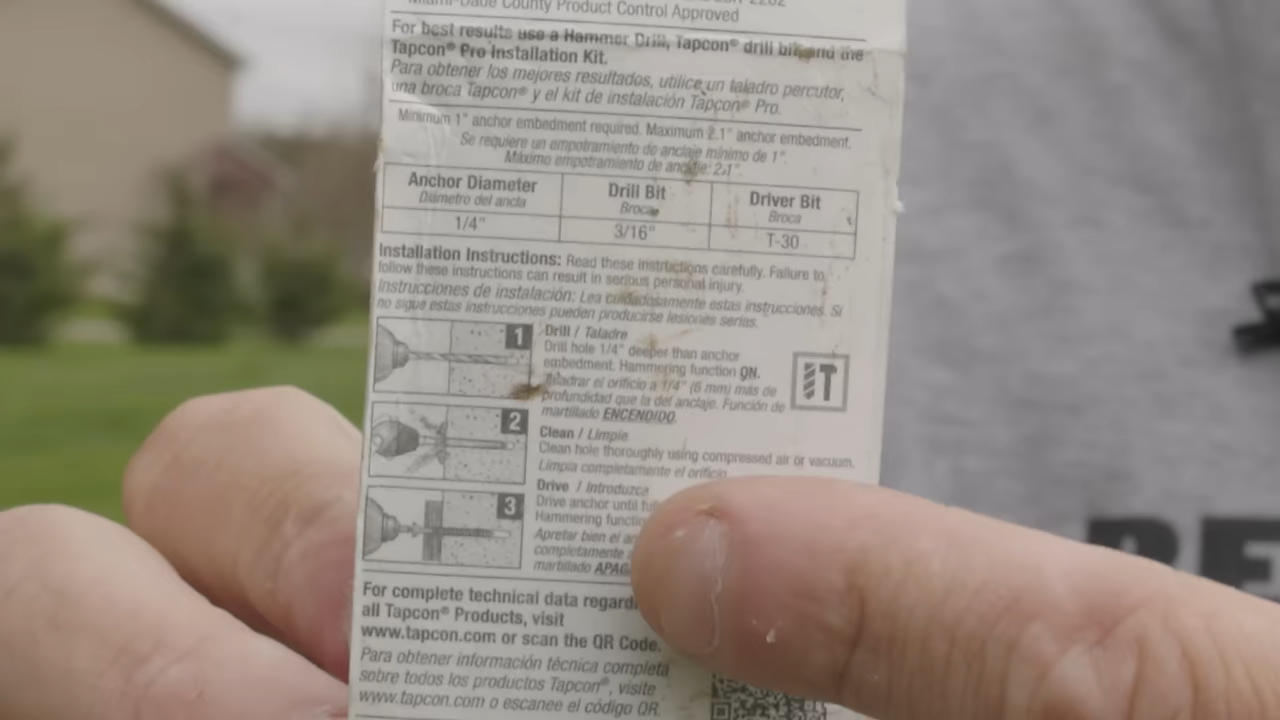 Miami-Dade County Product Control Approved
For best results use a Hammer Drill, Tapcon® drill bit and the
Tapcon® Pro Installation Kit.
Para obtener los mejores resultados, utilice un taladro percutor,
una broca Tapcon® y el kit de instalación Tapcon® Pro.
Minimum 1" anchor embedment required. Maximum 2.1" anchor embedment.
Se requiere un empotramiento de anclaje mínimo de 1".
Máximo empotramiento de anclaje: 2.1".
Anchor Diameter Drill Bit Driver Bit
Diámetro del ancla Broca Broca
1/4" 3/16" T-30
Installation Instructions: Read these instructions carefully. Failure to
follow these instructions can result in serious personal injury.
Instrucciones de instalación: Lea cuidadosamente estas instrucciones. Si
no sigue estas instrucciones pueden producirse lesiones serias.
1
Drill / Taladre
Drill hole 1/4" deeper than anchor
embedment. Hammering function ON.
Taladrar el orificio a 1/4" (6 mm) más de
profundidad que la del anclaje. Función de
martillado ENCENDIDO.
2
Clean / Limpie
Clean hole thoroughly using compressed air or vacuum.
Limpia completamente el orificio
3
Drive / Introduzca
Drive anchor until
Hammering
Apretar bien el
completamente
martillado
For complete technical data
all Tapcon® Products, visit
www.tapcon.com or scan the QR Code.
Para obtener información técnica completa
sobre todos los productos Tapcon®, visite
www.tapcon.com o escanee el código QR.